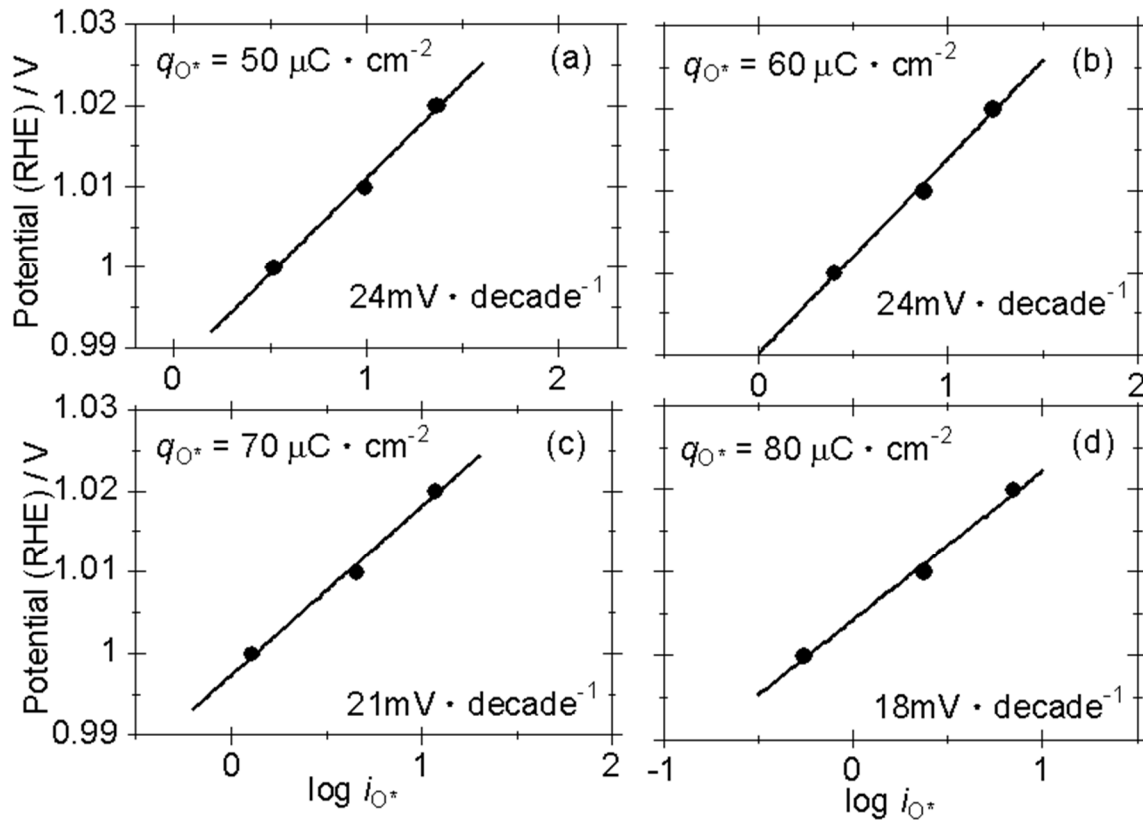 1.03
q_O* = 50 μC・cm⁻² (a)
1.02
1.01
1
0.99
24mV・decade⁻¹
0 1 2
Potential (RHE) / V
q_O* = 60 μC・cm⁻² (b)
24mV・decade⁻¹
0 1 2
1.03
q_O* = 70 μC・cm⁻² (c)
1.02
1.01
1
0.99
21mV・decade⁻¹
0 1 2
Potential (RHE) / V
log i_O*
q_O* = 80 μC・cm⁻² (d)
18mV・decade⁻¹
-1 0 1
log i_O*